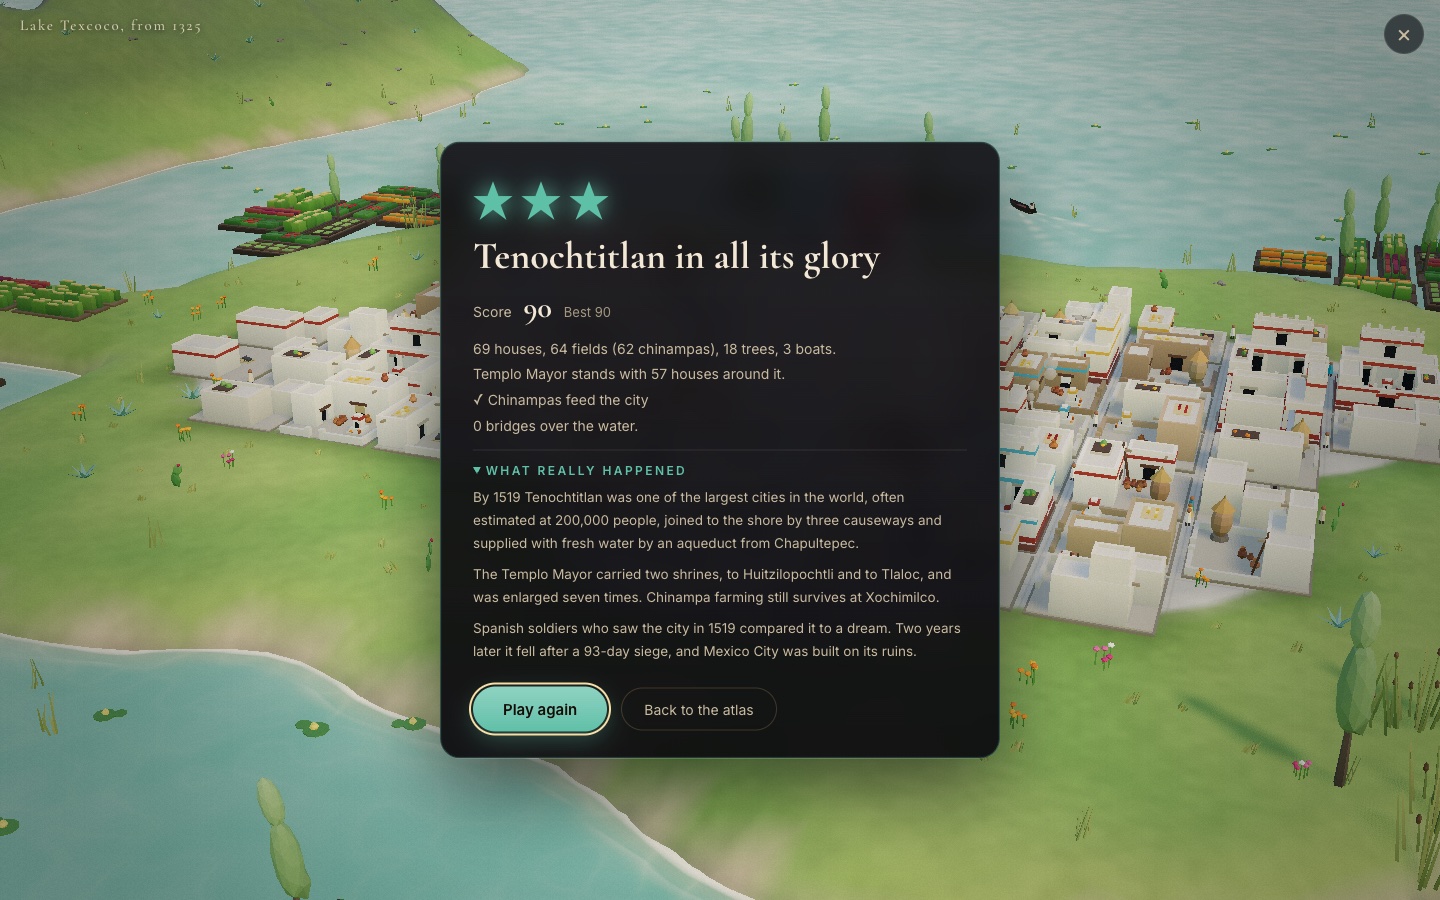 Lake Texcoco, from 1325
Tenochtitlan in all its glory
Score 90 Best 90
69 houses, 64 fields (62 chinampas), 18 trees, 3 boats.
Templo Mayor stands with 57 houses around it.
✓ Chinampas feed the city
0 bridges over the water.
▼ WHAT REALLY HAPPENED
By 1519 Tenochtitlan was one of the largest cities in the world, often
estimated at 200,000 people, joined to the shore by three causeways and
supplied with fresh water by an aqueduct from Chapultepec.
The Templo Mayor carried two shrines, to Huitzilopochtli and to Tlaloc, and
was enlarged seven times. Chinampa farming still survives at Xochimilco.
Spanish soldiers who saw the city in 1519 compared it to a dream. Two years
later it fell after a 93-day siege, and Mexico City was built on its ruins.
Play again
Back to the atlas